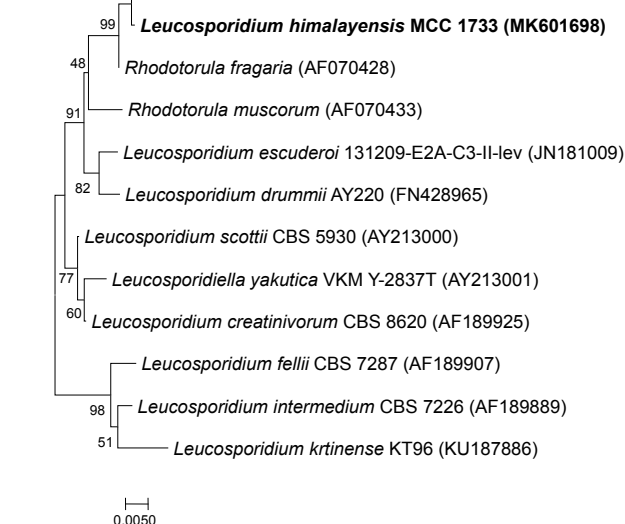 99
Leucosporidium himalayensis MCC 1733 (MK601698)
Rhodotorula fragaria (AF070428)
48
Rhodotorula muscorum (AF070433)
91
Leucosporidium escuderoi 131209-E2A-C3-II-lev (JN181009)
82
Leucosporidium drummii AY220 (FN428965)
Leucosporidium scottii CBS 5930 (AY213000)
77
Leucosporidiella yakutica VKM Y-2837T (AY213001)
60
Leucosporidium creatinivorum CBS 8620 (AF189925)
Leucosporidium fellii CBS 7287 (AF189907)
98
Leucosporidium intermedium CBS 7226 (AF189889)
51
Leucosporidium krtinense KT96 (KU187886)
0.0050